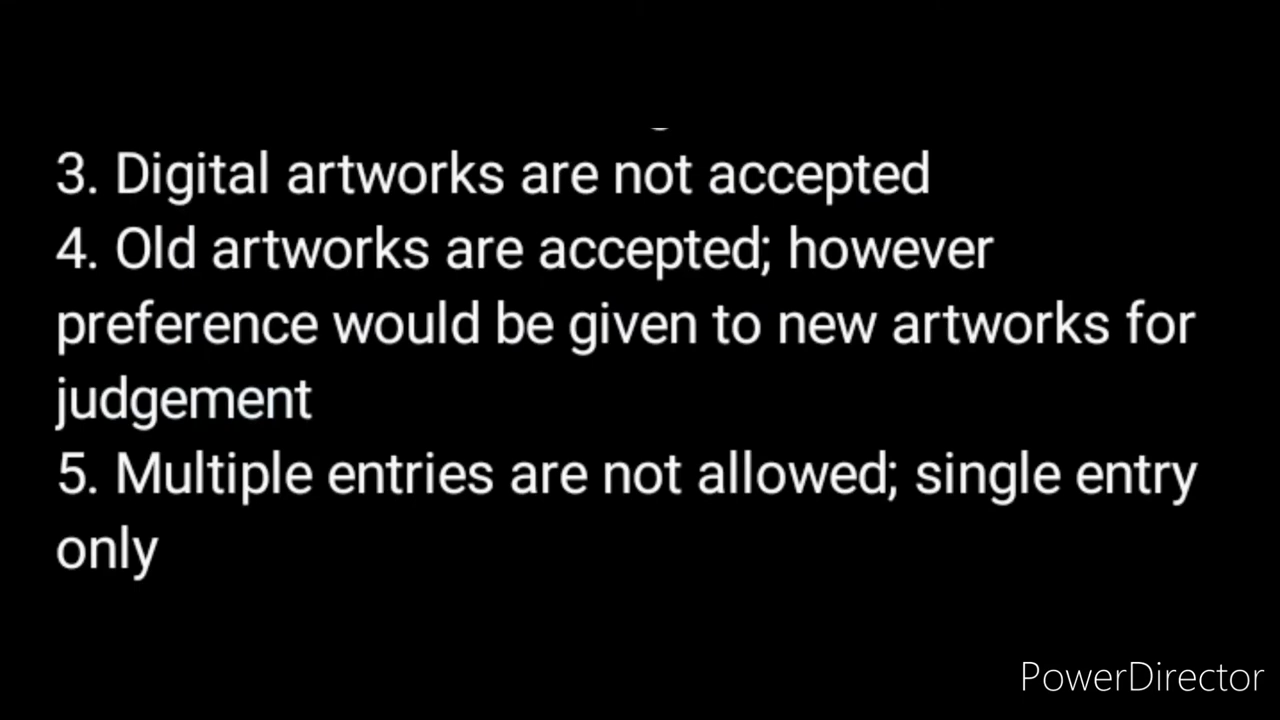 3. Digital artworks are not accepted
4. Old artworks are accepted; however
preference would be given to new artworks for
judgement
5. Multiple entries are not allowed; single entry
only
PowerDirector